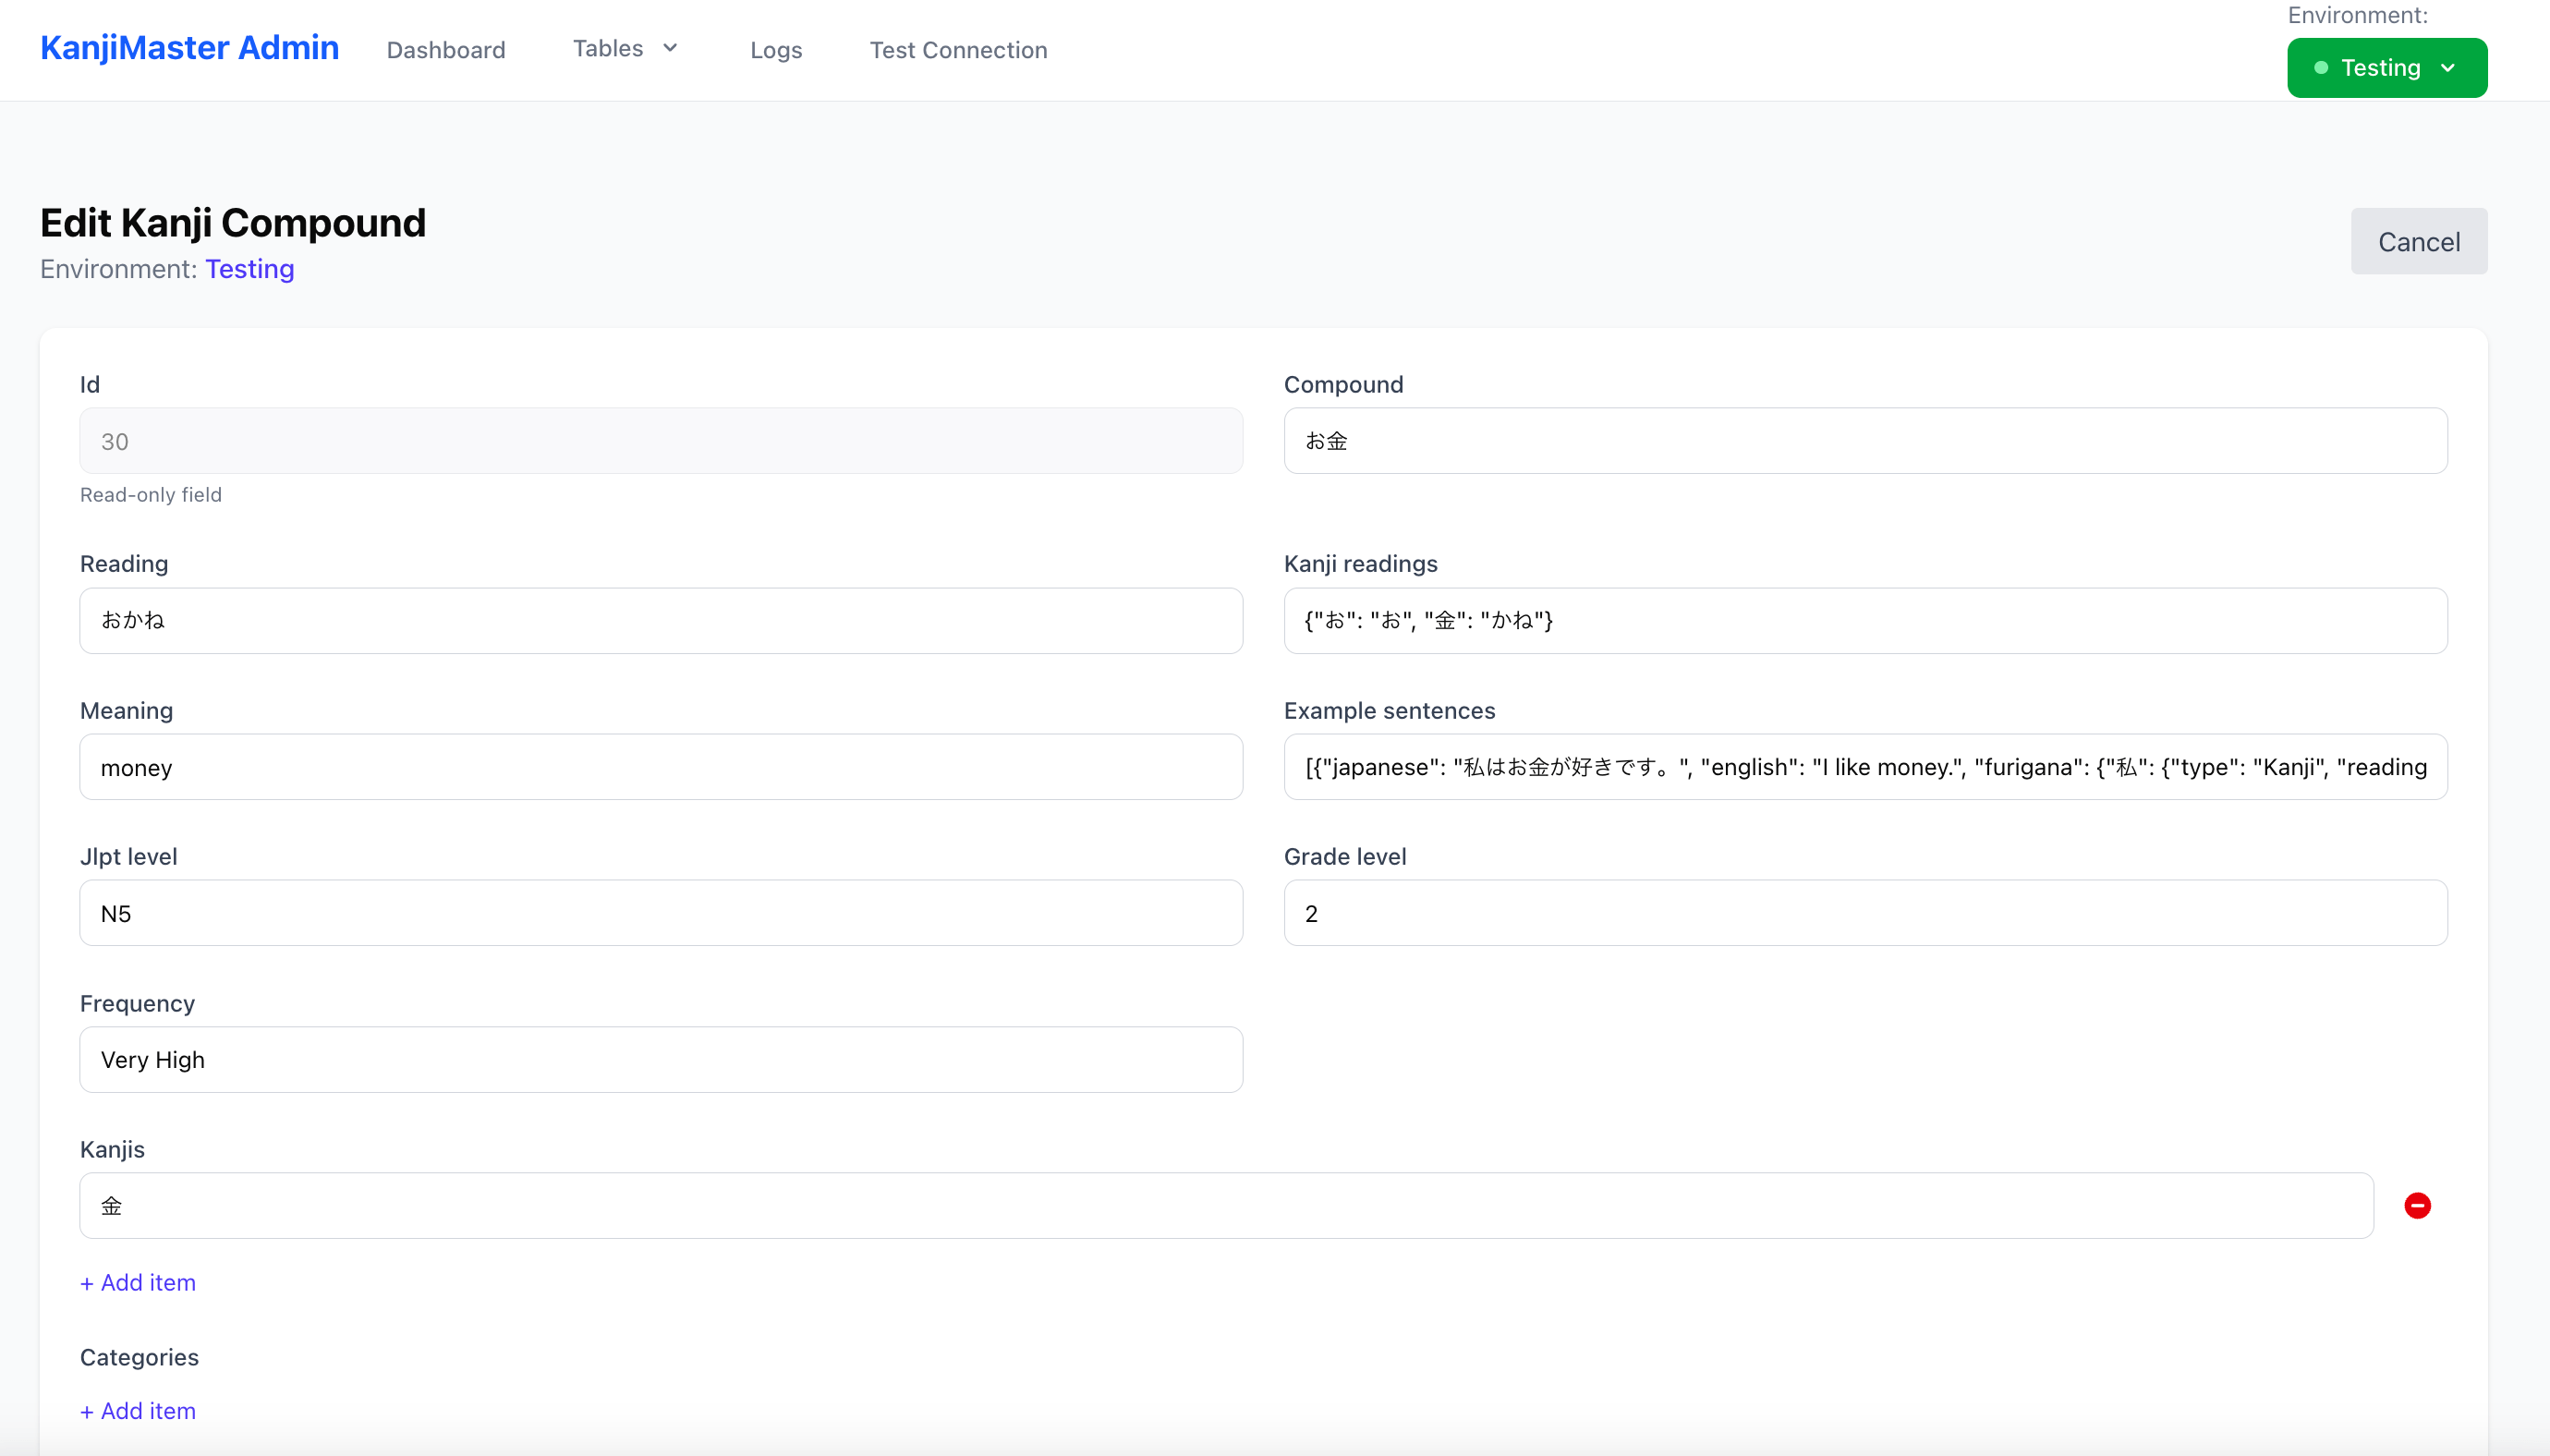 KanjiMaster Admin
Dashboard
Tables
Logs
Test Connection
Environment:
Testing
Edit Kanji Compound
Environment: Testing
Cancel
Id
30
Read-only field
Compound
お金
Reading
おかね
Kanji readings
{"お": "お", "金": "かね"}
Meaning
money
Example sentences
[{"japanese": "私はお金が好きです。", "english": "I like money.", "furigana": {"私": {"type": "Kanji", "reading
Jlpt level
N5
Grade level
2
Frequency
Very High
Kanjis
金
+ Add item
Categories
+ Add item